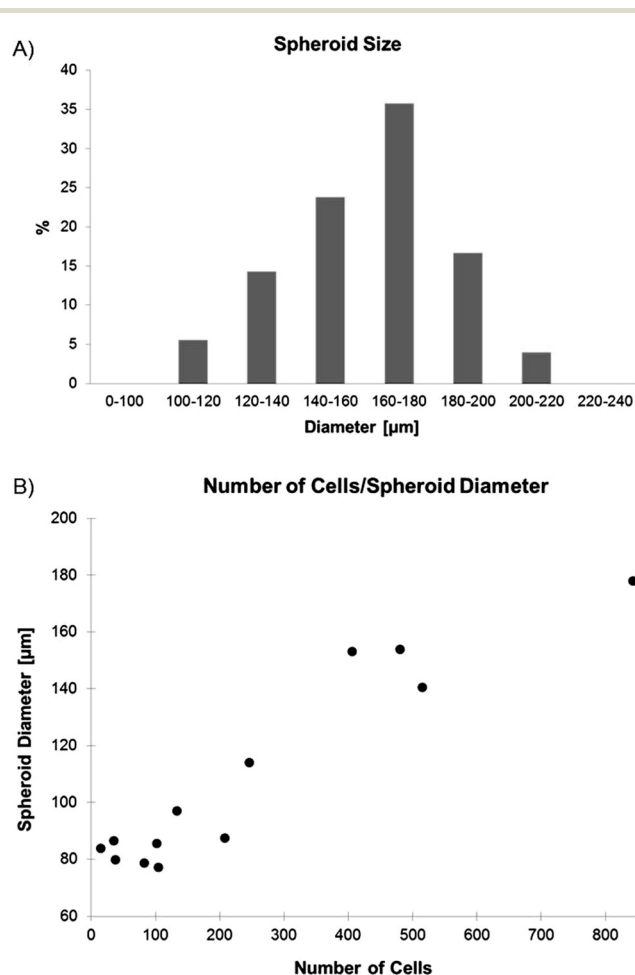 A)
Spheroid Size
40
35
30
25
20
15
10
5
0
%
0-100 100-120 120-140 140-160 160-180 180-200 200-220 220-240
Diameter [µm]
B)
Number of Cells/Spheroid Diameter
200
180
160
140
120
100
80
60
Spheroid Diameter [µm]
0 100 200 300 400 500 600 700 800
Number of Cells